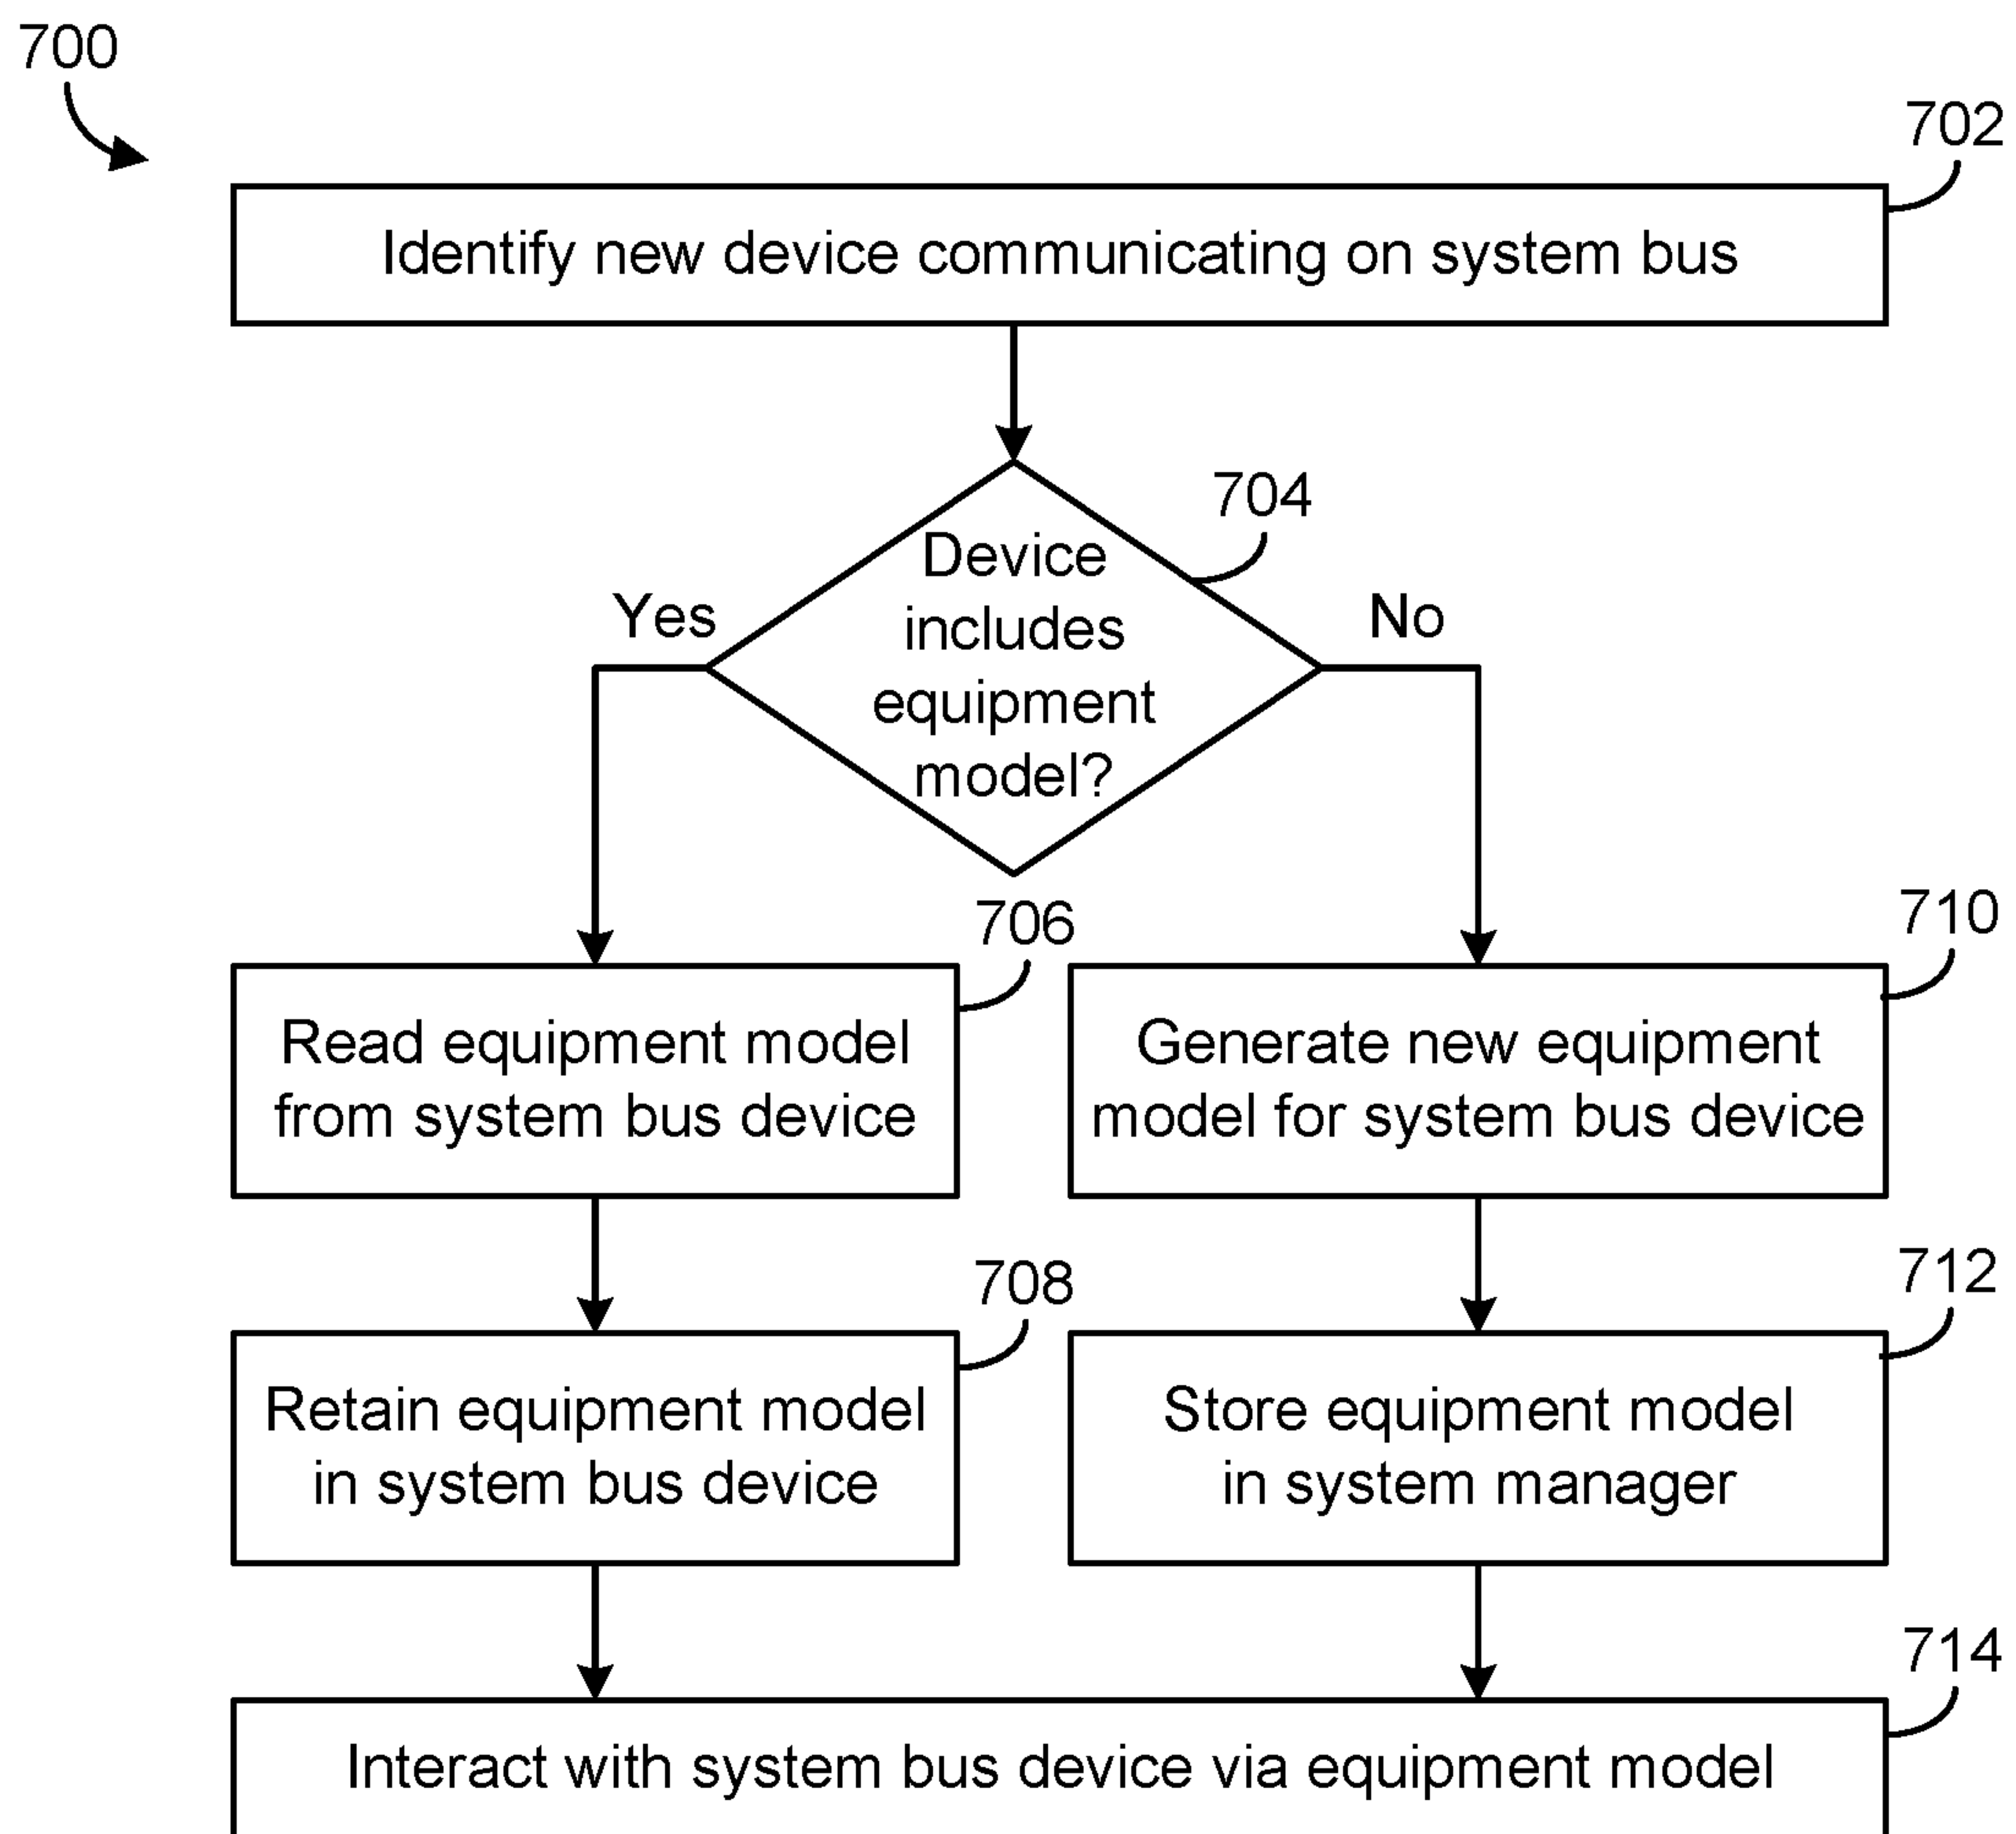 700
702
Identify new device communicating on system bus
704
Device
includes
equipment
model?
Yes
No
706
710
Read equipment model
from system bus device
Generate new equipment
model for system bus device
708
712
Retain equipment model
in system bus device
Store equipment model
in system manager
714
Interact with system bus device via equipment model